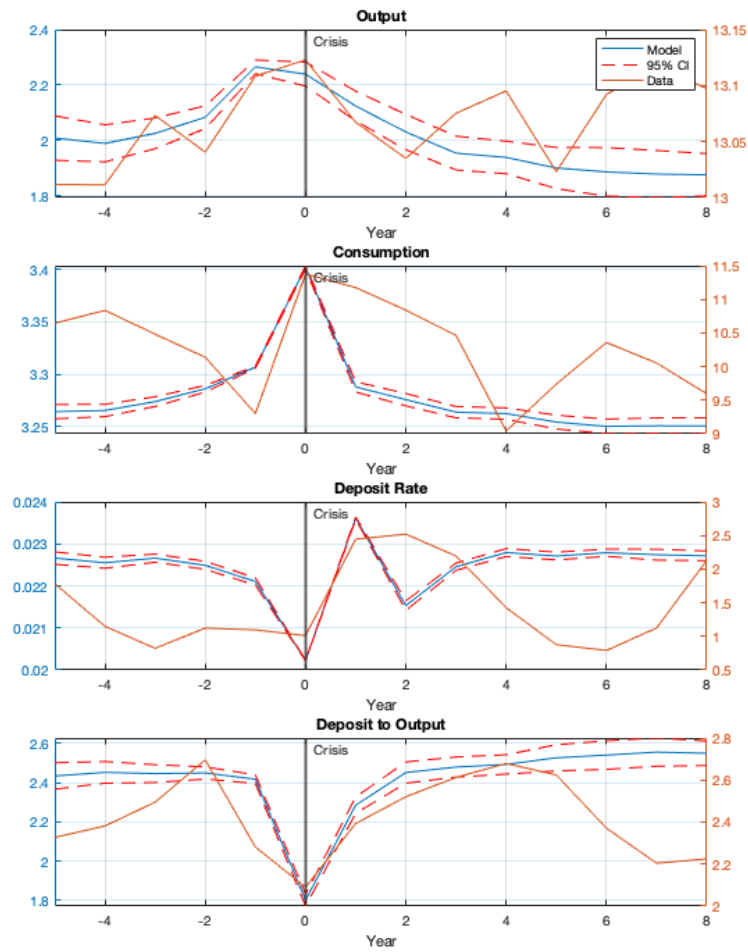 Output
2.4
2.2
2
1.8
13.15
13.1
13.05
13
Crisis
Model
95% CI
Data
-4 -2 0 2 4 6 8
Year
Consumption
3.4
3.35
3.3
3.25
11.5
11
10.5
10
9.5
9
Crisis
-4 -2 0 2 4 6 8
Year
Deposit Rate
0.024
0.023
0.022
0.021
0.02
3
2.5
2
1.5
1
0.5
Crisis
-4 -2 0 2 4 6 8
Year
Deposit to Output
2.6
2.4
2.2
2
1.8
2.8
2.6
2.4
2.2
2
Crisis
-4 -2 0 2 4 6 8
Year